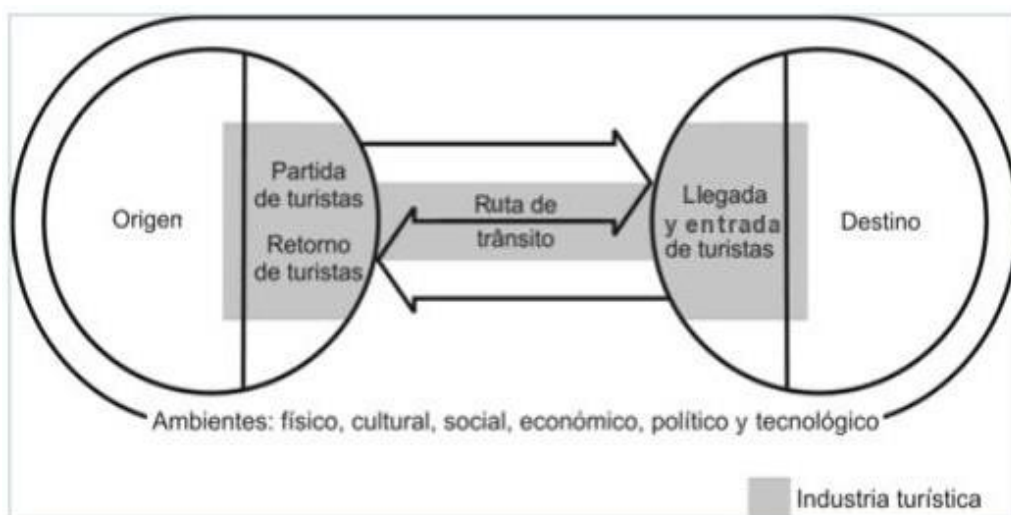 Origen
Partida
de turistas
Retorno
de turistas
Ruta de
trânsito
Llegada
y entrada
de turistas
Destino
Ambientes: físico, cultural, social, económico, político y tecnológico
Industria turística